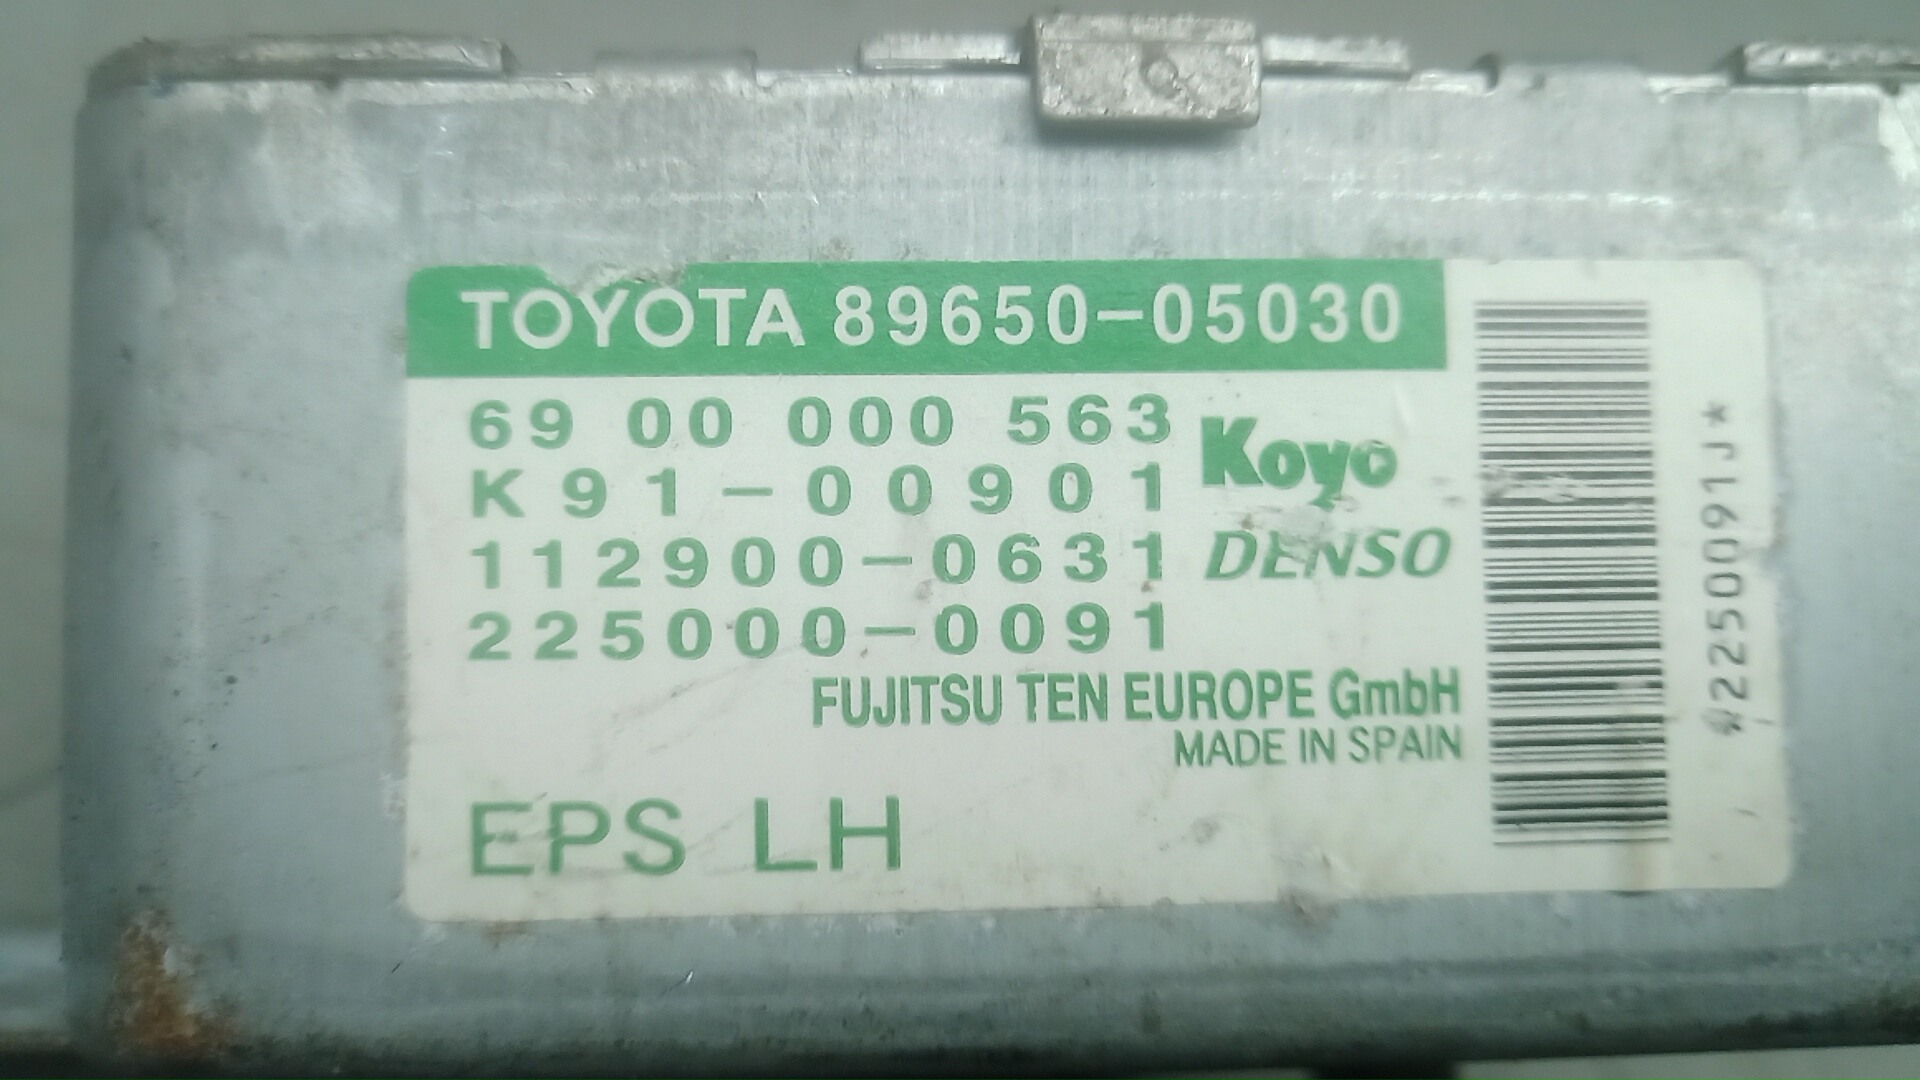 TOYOTA 89650-05030
69 00 000 563
K91-00901
Koyo
112900-0631
DENSO
225000-0091
FUJITSU TEN EUROPE GmbH
MADE IN SPAIN
EPS LH
*2250091J*